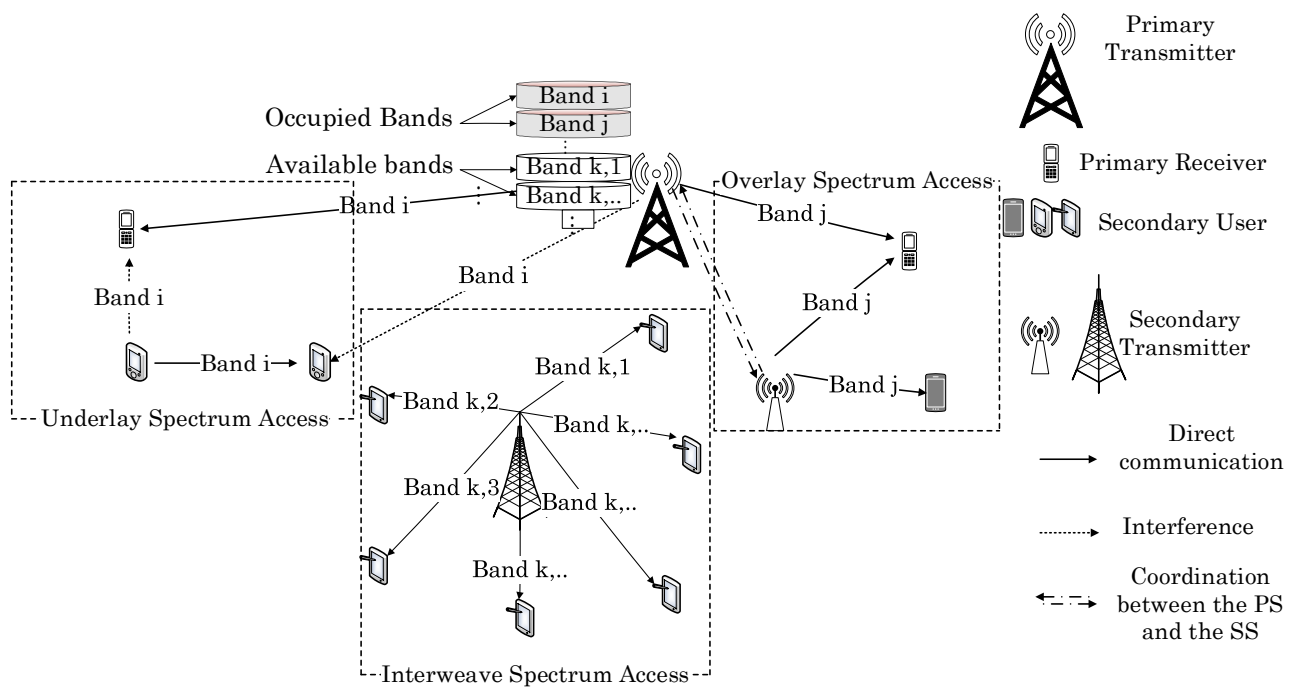 Primary
Transmitter
Occupied Bands
Band i
Band j
Available bands
Band k,1
Band k,..
Primary Receiver
Overlay Spectrum Access
Band i
Band j
Secondary User
Band i
Band i
Band j
Band i
Band j
Underlay Spectrum Access
Secondary
Transmitter
Band k,1
Band k,2
Band k,..
Band k,3
Band k,..
Band k,..
Interweave Spectrum Access
Direct
communication
Interference
Coordination
between the PS
and the SS